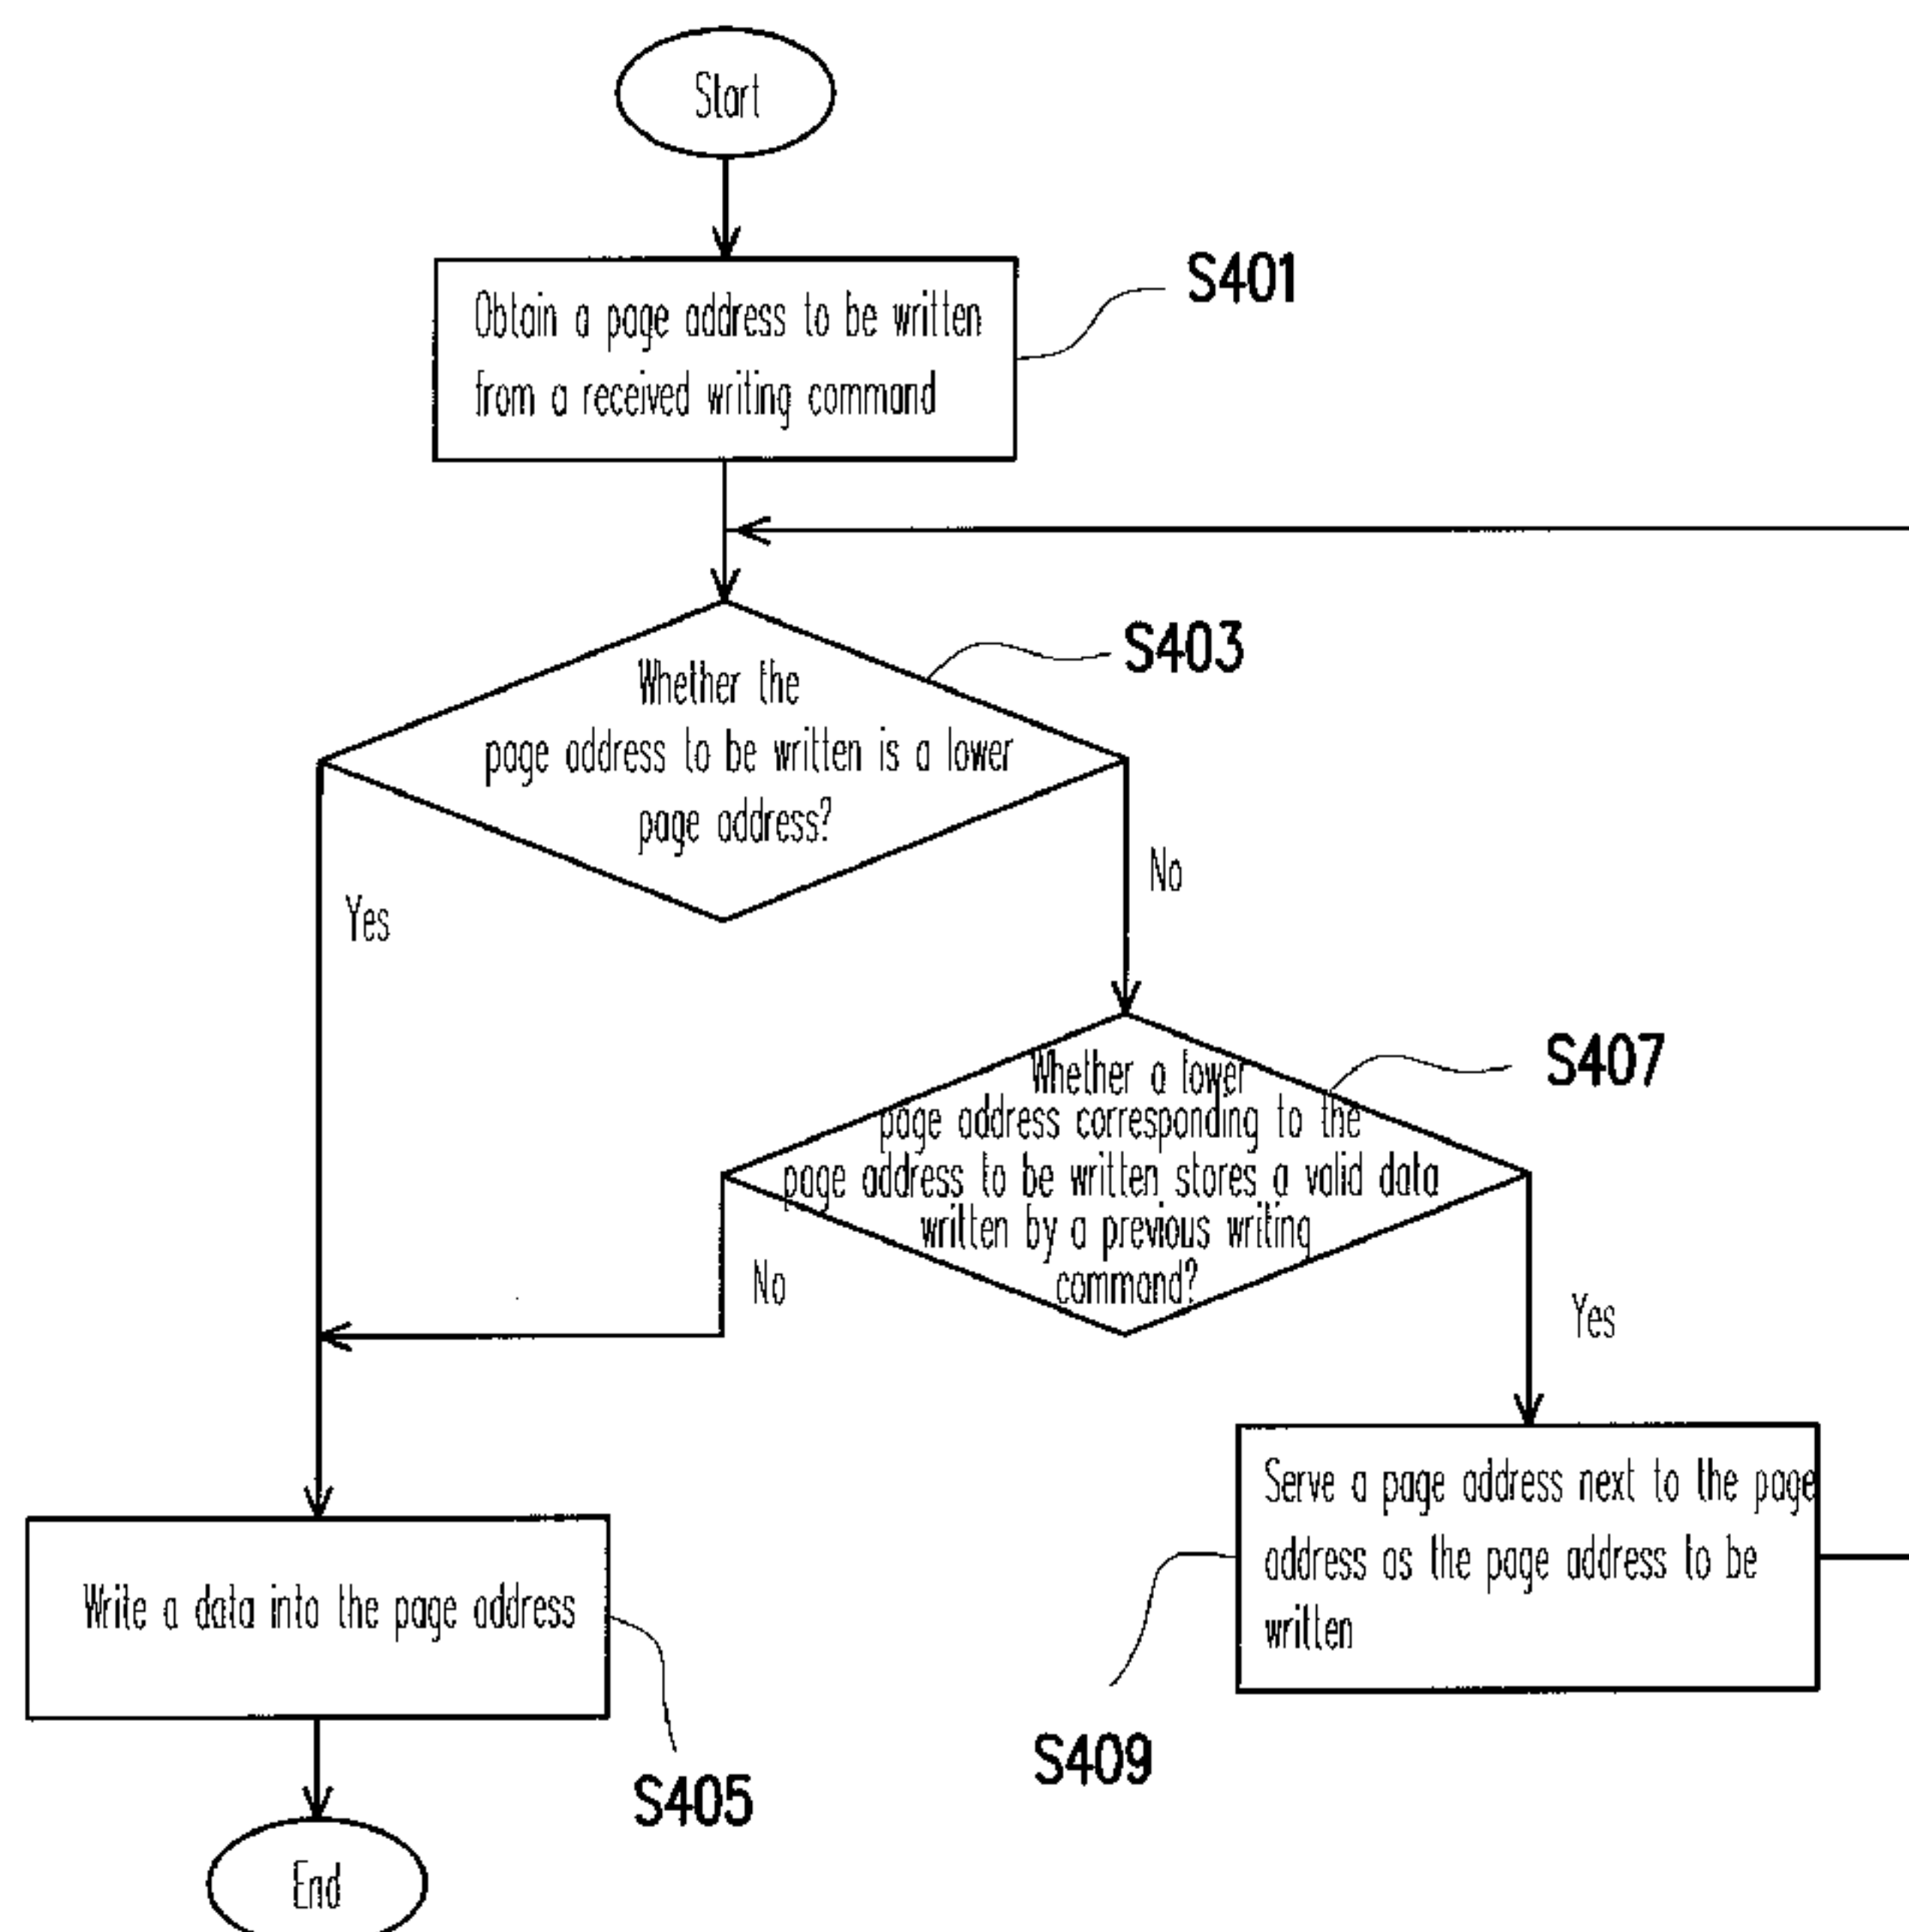 Start
Obtain a page address to be written
from a received writing command
S401
Whether the
page address to be written is a lower
page address?
S403
Yes
No
Whether a lower
page address corresponding to the
page address to be written stores a valid data
written by a previous writing
command?
S407
No
Yes
Serve a page address next to the page
address as the page address to be
written
S409
Write a data into the page address
S405
End